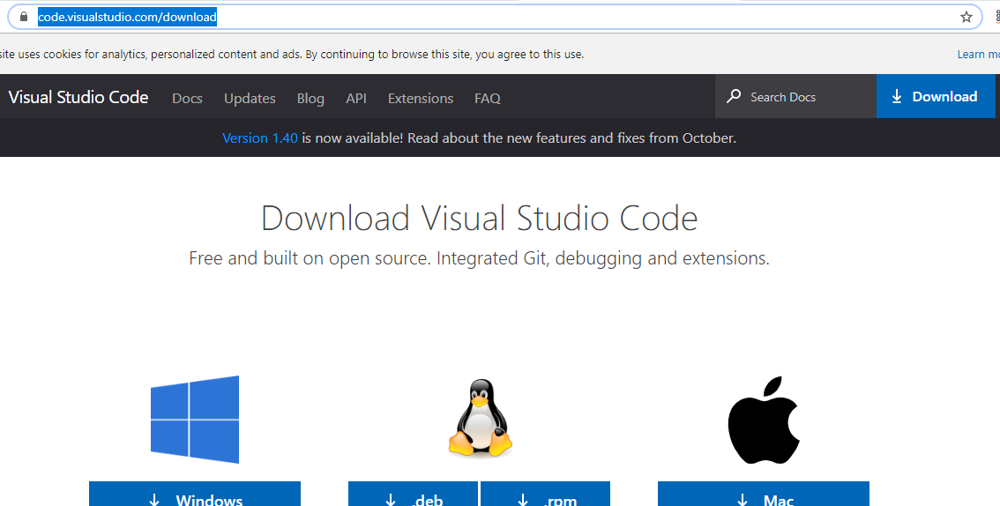 code.visualstudio.com/download
site uses cookies for analytics, personalized content and ads. By continuing to browse this site, you agree to this use. Learn
Visual Studio Code Docs Updates Blog API Extensions FAQ Search Docs Download
Version 1.40 is now available! Read about the new features and fixes from October.
Download Visual Studio Code
Free and built on open source. Integrated Git, debugging and extensions.
Windows .deb .rpm Mac